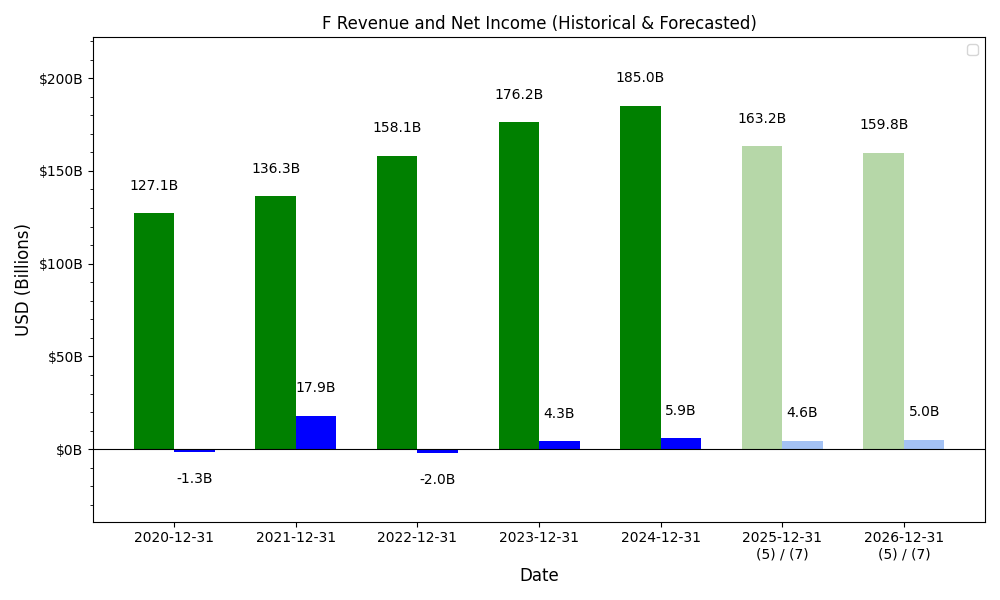 F Revenue and Net Income (Historical & Forecasted)
USD (Billions)
$200B
$150B
$100B
$50B
$0B
127.1B
-1.3B
136.3B
17.9B
158.1B
-2.0B
176.2B
4.3B
185.0B
5.9B
163.2B
4.6B
159.8B
5.0B
2020-12-31
2021-12-31
2022-12-31
2023-12-31
2024-12-31
2025-12-31
(5) / (7)
2026-12-31
(5) / (7)
Date